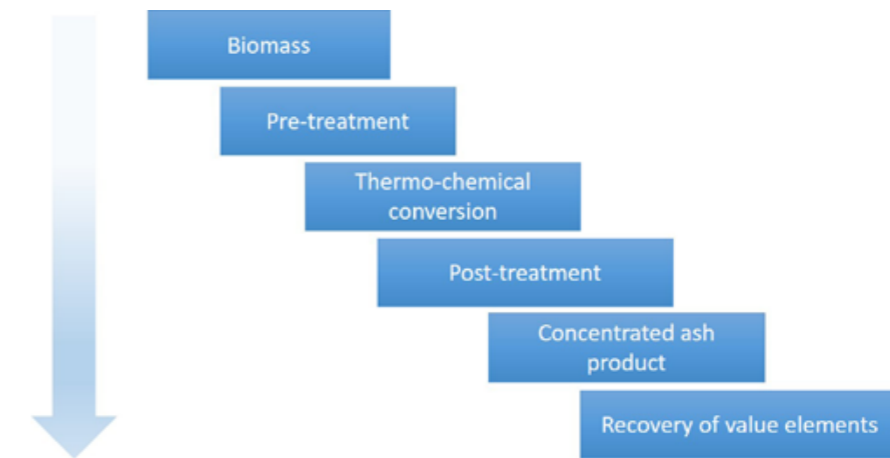 Biomass
Pre-treatment
Thermo-chemical
conversion
Post-treatment
Concentrated ash
product
Recovery of value elements